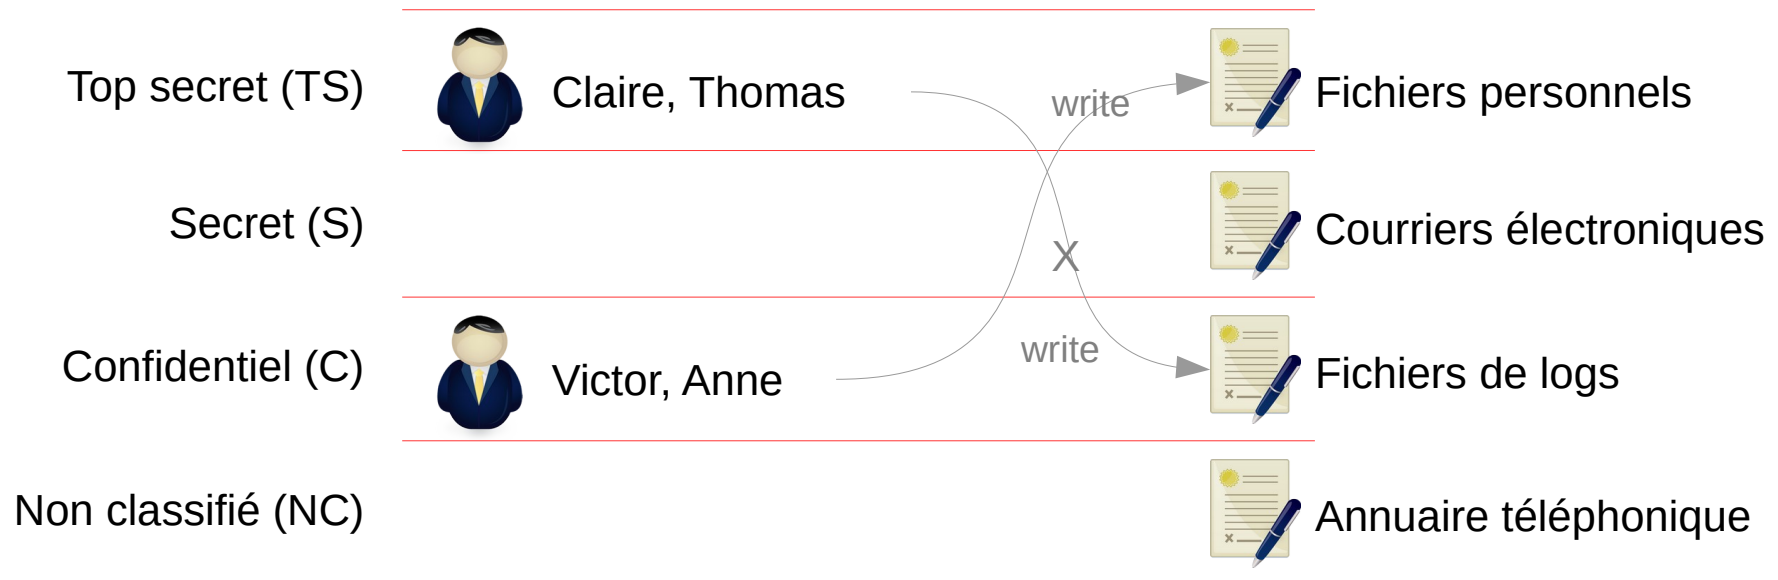 Top secret (TS)
Claire, Thomas
write
Fichiers personnels
Secret (S)
X
Courriers électroniques
Confidentiel (C)
Victor, Anne
write
Fichiers de logs
Non classifié (NC)
Annuaire téléphonique